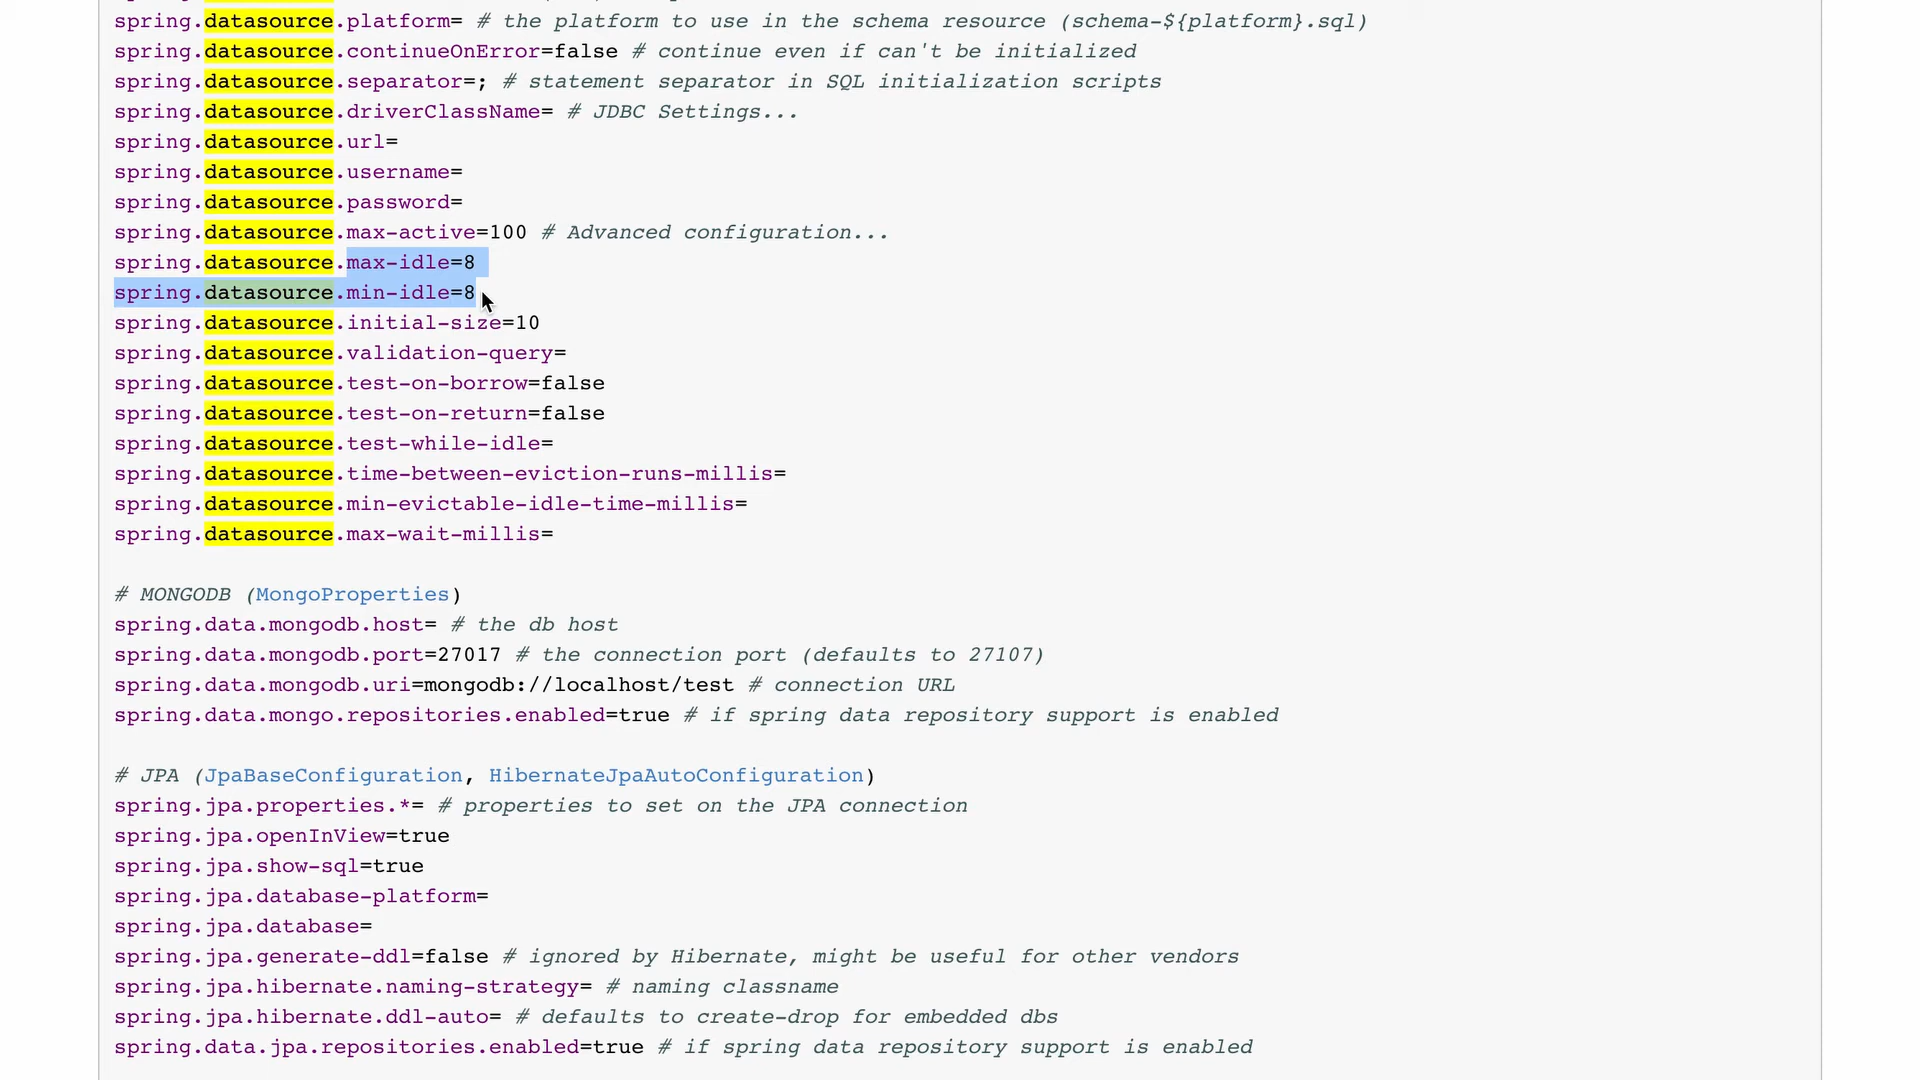 spring.datasource.platform= # the platform to use in the schema resource (schema-${platform}.sql)
spring.datasource.continueOnError=false # continue even if can't be initialized
spring.datasource.separator=; # statement separator in SQL initialization scripts
spring.datasource.driverClassName= # JDBC Settings...
spring.datasource.url=
spring.datasource.username=
spring.datasource.password=
spring.datasource.max-active=100 # Advanced configuration...
spring.datasource.max-idle=8
spring.datasource.min-idle=8
spring.datasource.initial-size=10
spring.datasource.validation-query=
spring.datasource.test-on-borrow=false
spring.datasource.test-on-return=false
spring.datasource.test-while-idle=
spring.datasource.time-between-eviction-runs-millis=
spring.datasource.min-evictable-idle-time-millis=
spring.datasource.max-wait-millis=
# MONGODB (MongoProperties)
spring.data.mongodb.host= # the db host
spring.data.mongodb.port=27017 # the connection port (defaults to 27107)
spring.data.mongodb.uri=mongodb://localhost/test # connection URL
spring.data.mongo.repositories.enabled=true # if spring data repository support is enabled
# JPA (JpaBaseConfiguration, HibernateJpaAutoConfiguration)
spring.jpa.properties.*= # properties to set on the JPA connection
spring.jpa.openInView=true
spring.jpa.show-sql=true
spring.jpa.database-platform=
spring.jpa.database=
spring.jpa.generate-ddl=false # ignored by Hibernate, might be useful for other vendors
spring.jpa.hibernate.naming-strategy= # naming classname
spring.jpa.hibernate.ddl-auto= # defaults to create-drop for embedded dbs
spring.data.jpa.repositories.enabled=true # if spring data repository support is enabled